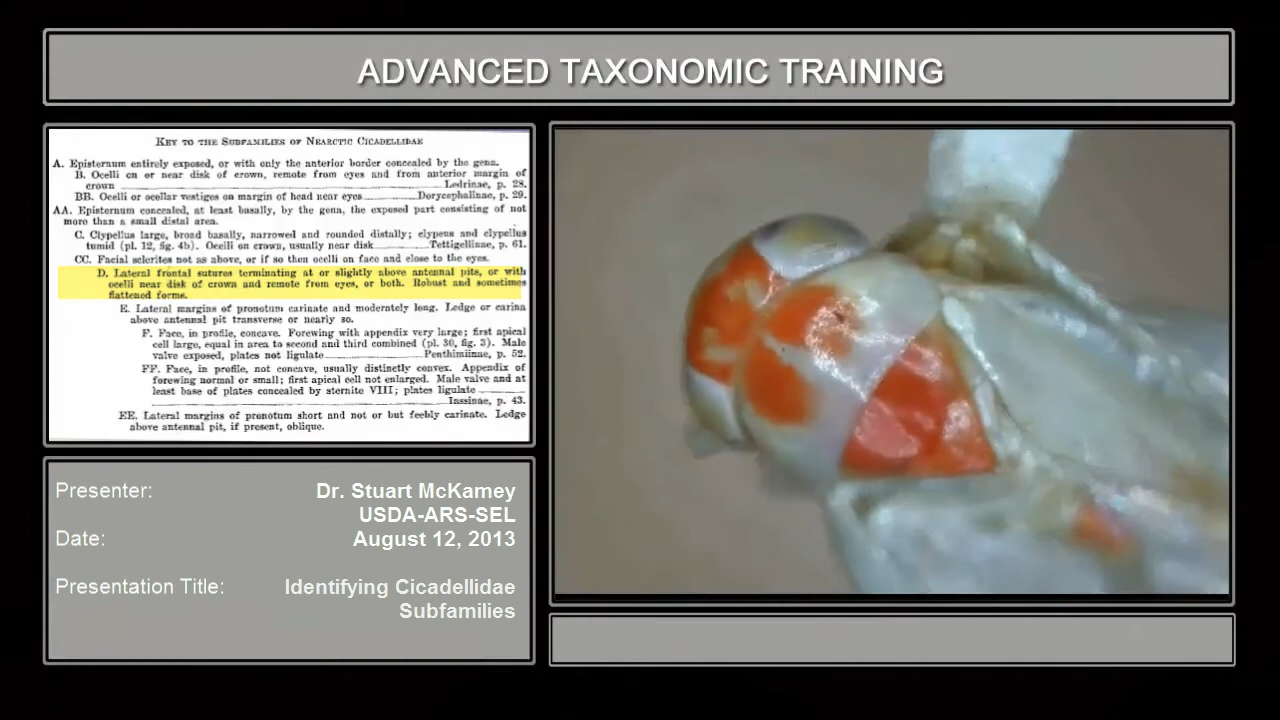 ADVANCED TAXONOMIC TRAINING
KEY TO THE SUBFAMILIES OF NEARCTIC CICADELLIDAE
A. Episternum entirely exposed, or with only the anterior border concealed by the gena.
B. Ocelli on or near disk of crown, remote from eyes and from anterior margin of
crown Ledrinae, p. 28.
BB. Ocelli or ocellar vestiges on margin of head near eyes Dorycephalinae, p. 29.
AA. Episternum concealed, at least basally, by the gena, the exposed part consisting of not
more than a small distal area.
C. Clypellus large, broad basally, narrowed and rounded distally; clypeus and clypellus
tumid (pl. 12, fig. 4b). Ocelli on crown, usually near disk Tettigellinae, p. 61.
CC. Facial sclerites not as above, or if so then ocelli on face and close to the eyes.
D. Lateral frontal sutures terminating at or slightly above antennal pits, or with
ocelli near disk of crown and remote from eyes, or both. Robust and sometimes
flattened forms.
E. Lateral margins of pronotum carinate and moderately long. Ledge or carina
above antennal pit transverse or nearly so.
F. Face, in profile, concave. Forewing with appendix very large; first apical
cell large, equal in area to second and third combined (pl. 30, fig. 3). Male
valve exposed, plates not ligulate Penthimiinae, p. 52.
FF. Face, in profile, not concave, usually distinctly convex. Appendix of
forewing normal or small; first apical cell not enlarged. Male valve and at
least base of plates concealed by sternite VIII; plates ligulate
Iassinae, p. 43.
EE. Lateral margins of pronotum short and not or but feebly carinate. Ledge
above antennal pit, if present, oblique.
Presenter: Dr. Stuart McKamey
USDA-ARS-SEL
Date: August 12, 2013
Presentation Title: Identifying Cicadellidae
Subfamilies